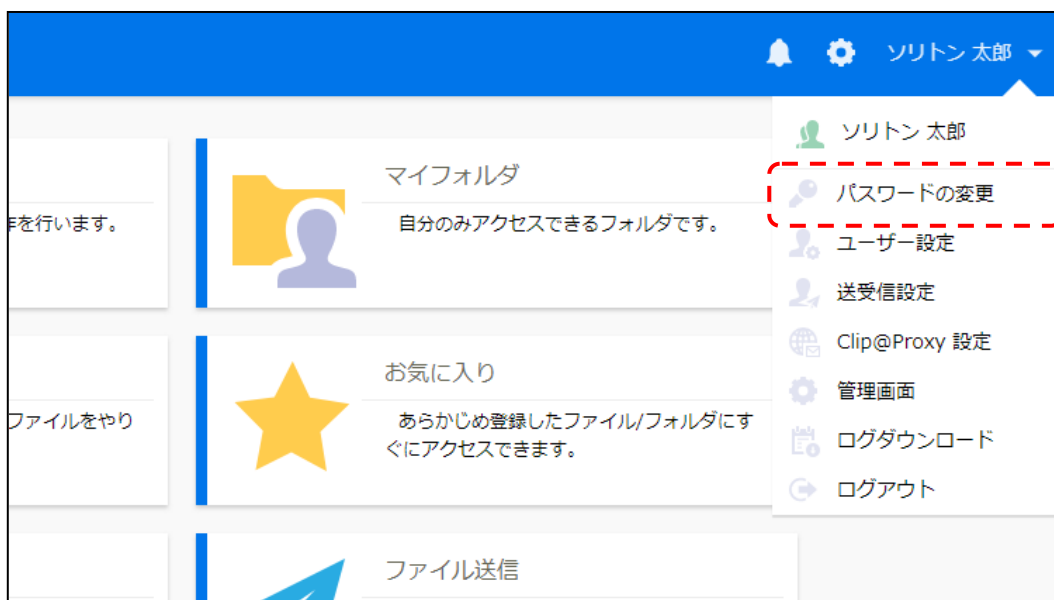 ソリトン 太郎
ソリトン 太郎
パスワードの変更
ユーザー設定
送受信設定
Clip@Proxy 設定
管理画面
ログダウンロード
ログアウト
を行います。
マイフォルダ
自分のみアクセスできるフォルダです。
ファイルをやり
お気に入り
あらかじめ登録したファイル/フォルダにす
ぐにアクセスできます。
ファイル送信